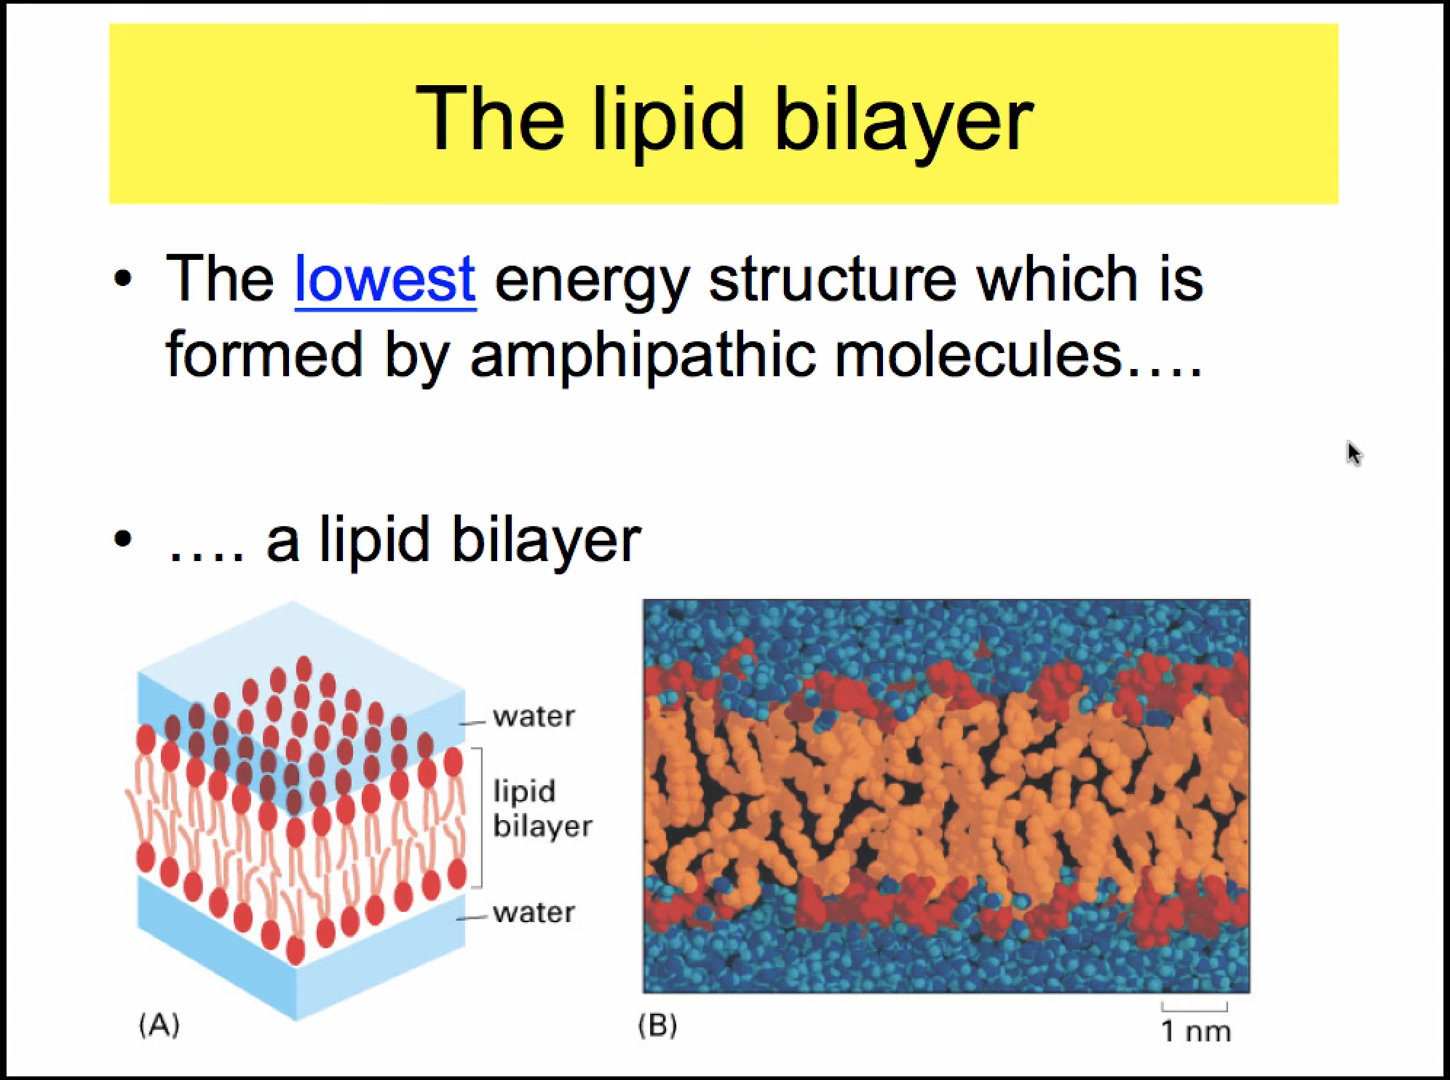 The lipid bilayer
• The lowest energy structure which is
formed by amphipathic molecules….
• …. a lipid bilayer
water
lipid
bilayer
water
(A)
(B)
1 nm